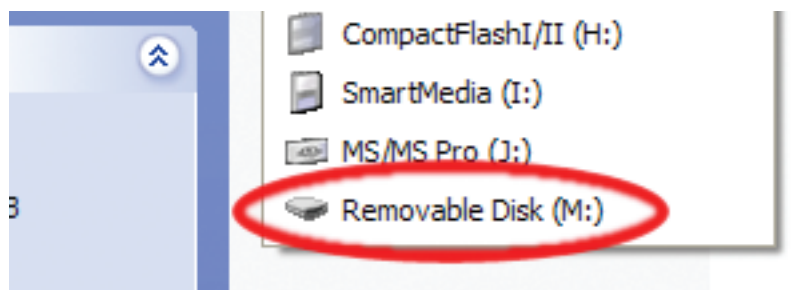 CompactFlashI/II (H:)
SmartMedia (I:)
MS/MS Pro (J:)
Removable Disk (M:)